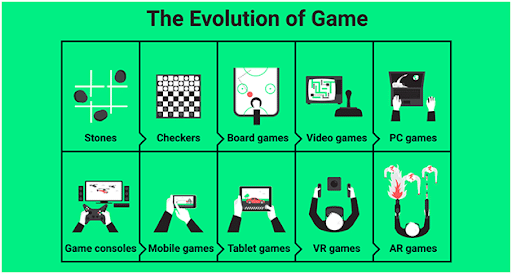 The Evolution of Game
Stones
Checkers
Board games
Video games
PC games
Game consoles
Mobile games
Tablet games
VR games
AR games